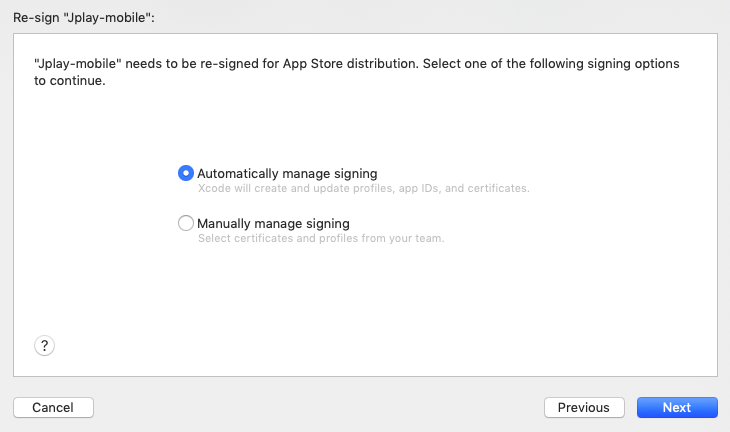 Re-sign "Jplay-mobile":
"Jplay-mobile" needs to be re-signed for App Store distribution. Select one of the following signing options
to continue.
Automatically manage signing
Xcode will create and update profiles, app IDs, and certificates.
Manually manage signing
Select certificates and profiles from your team.
?
Cancel
Previous
Next